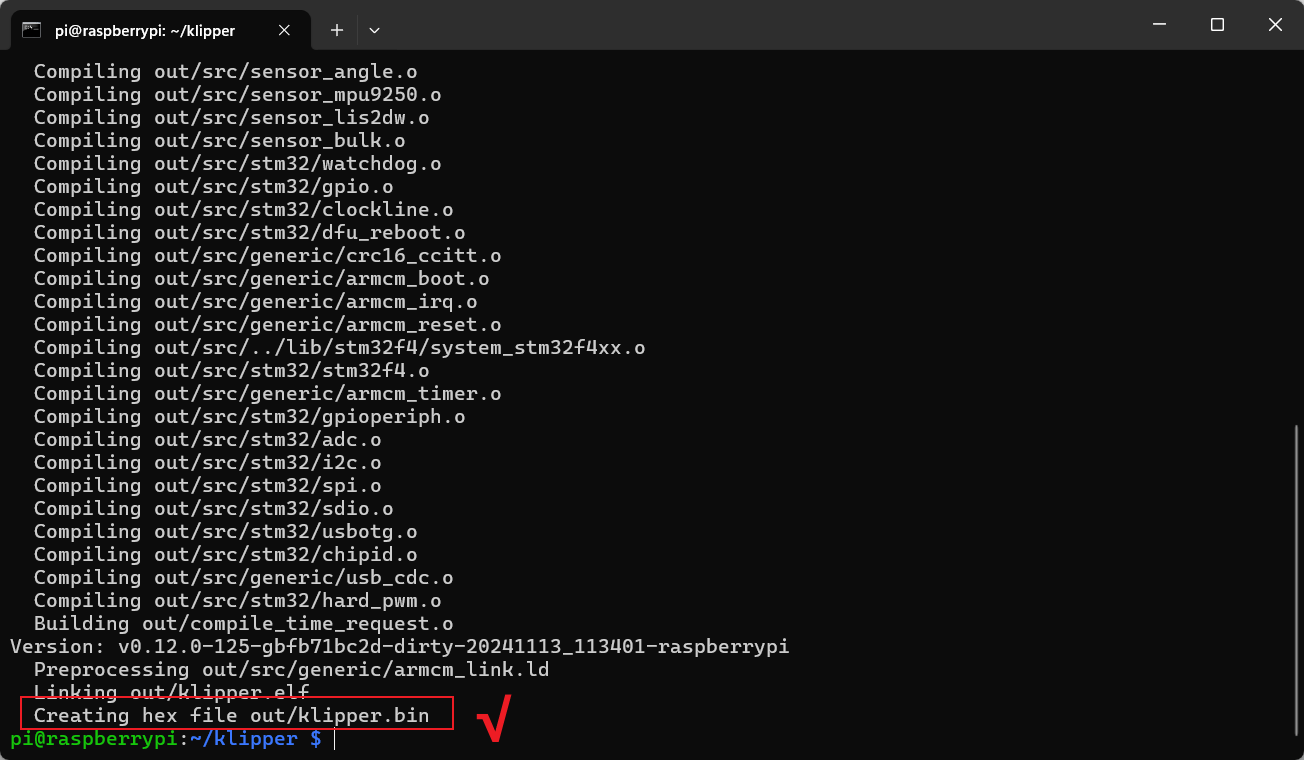 pi@raspberrypi: ~/klipper
Compiling out/src/sensor_angle.o
Compiling out/src/sensor_mpu9250.o
Compiling out/src/sensor_lis2dw.o
Compiling out/src/sensor_bulk.o
Compiling out/src/stm32/watchdog.o
Compiling out/src/stm32/gpio.o
Compiling out/src/stm32/clockline.o
Compiling out/src/stm32/dfu_reboot.o
Compiling out/src/generic/crc16_ccitt.o
Compiling out/src/generic/armcm_boot.o
Compiling out/src/generic/armcm_irq.o
Compiling out/src/generic/armcm_reset.o
Compiling out/src/../lib/stm32f4/system_stm32f4xx.o
Compiling out/src/stm32/stm32f4.o
Compiling out/src/generic/armcm_timer.o
Compiling out/src/stm32/gpioperiph.o
Compiling out/src/stm32/adc.o
Compiling out/src/stm32/i2c.o
Compiling out/src/stm32/spi.o
Compiling out/src/stm32/sdio.o
Compiling out/src/stm32/usbotg.o
Compiling out/src/stm32/chipid.o
Compiling out/src/generic/usb_cdc.o
Compiling out/src/stm32/hard_pwm.o
Building out/compile_time_request.o
Version: v0.12.0-125-gbfb71bc2d-dirty-20241113_113401-raspberrypi
Preprocessing out/src/generic/armcm_link.ld
Linking out/klipper.elf
Creating hex file out/klipper.bin
pi@raspberrypi:~/klipper $